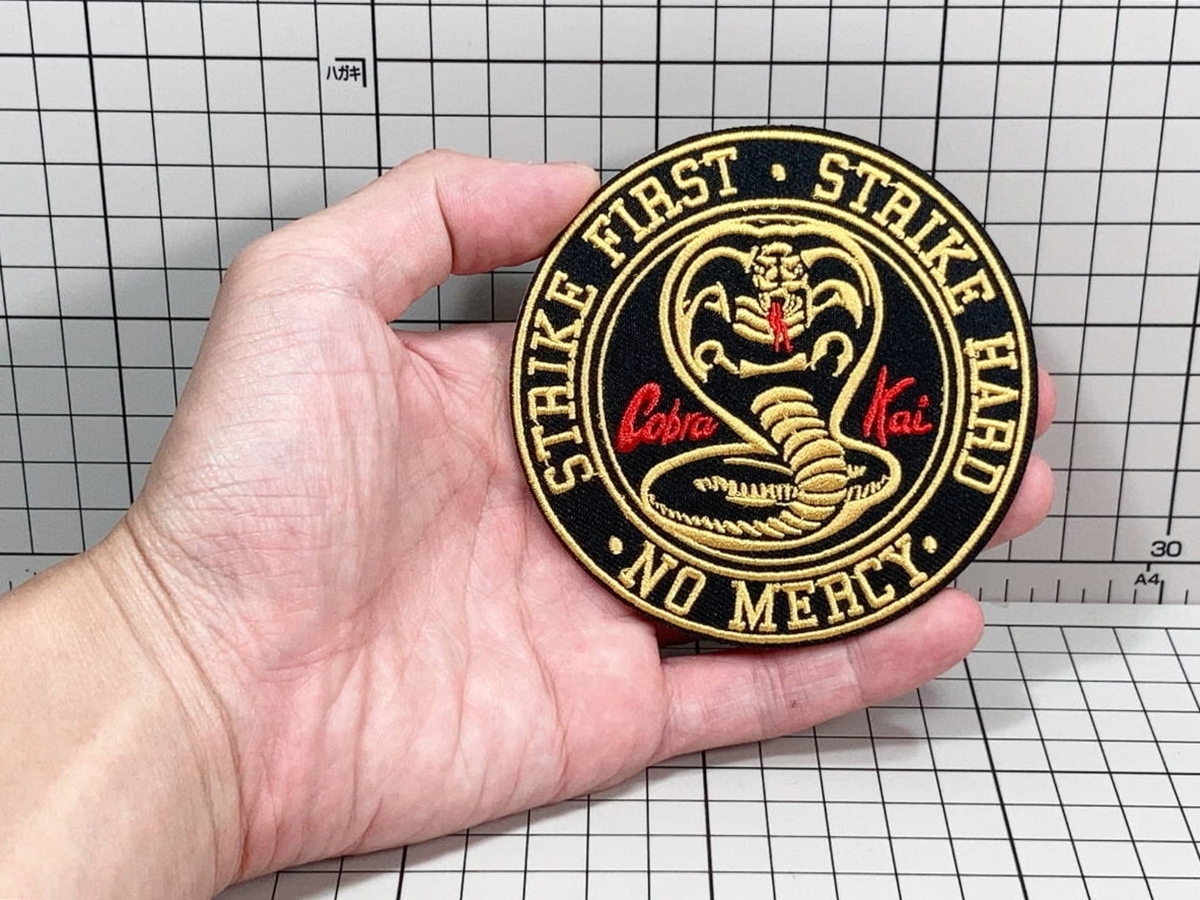 ハガキ
STRIKE FIRST • STRIKE HARD
Cobra Kai
• NO MERCY •
30
A4